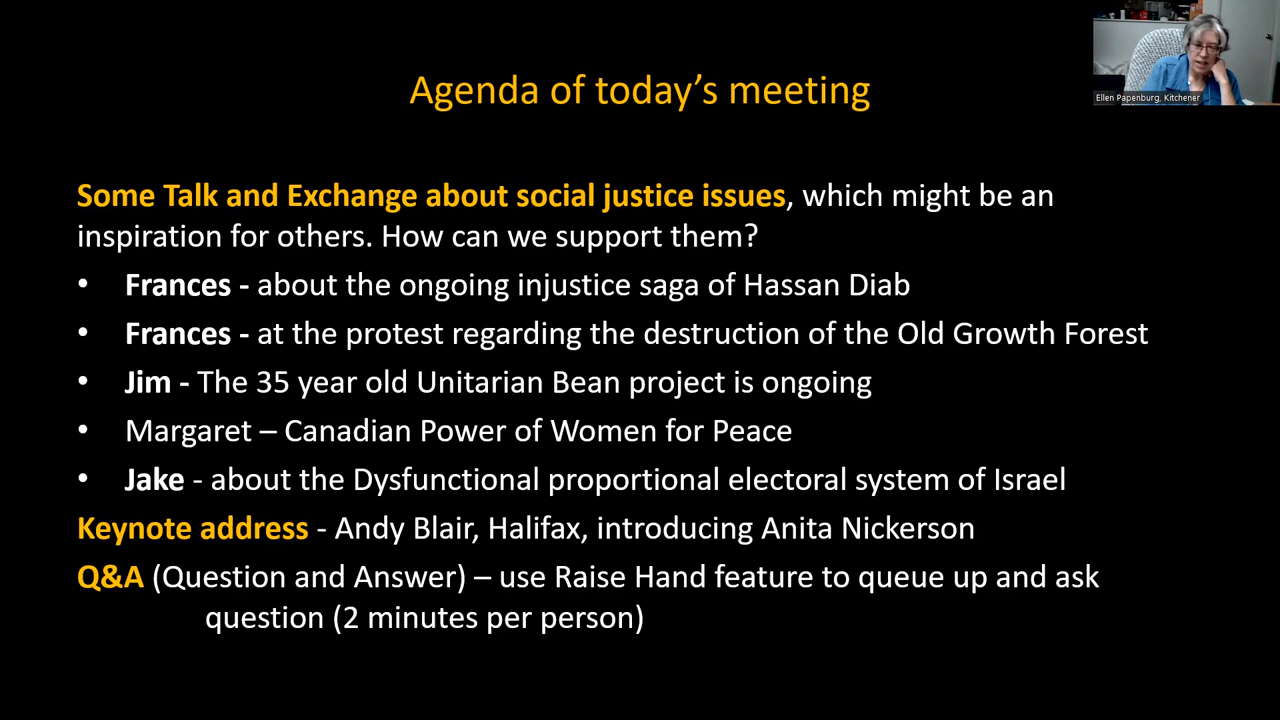 Agenda of today's meeting
Ellen Papenburg, Kitchener
Some Talk and Exchange about social justice issues, which might be an
inspiration for others. How can we support them?
• Frances - about the ongoing injustice saga of Hassan Diab
• Frances - at the protest regarding the destruction of the Old Growth Forest
• Jim - The 35 year old Unitarian Bean project is ongoing
• Margaret – Canadian Power of Women for Peace
• Jake - about the Dysfunctional proportional electoral system of Israel
Keynote address - Andy Blair, Halifax, introducing Anita Nickerson
Q&A (Question and Answer) – use Raise Hand feature to queue up and ask
question (2 minutes per person)